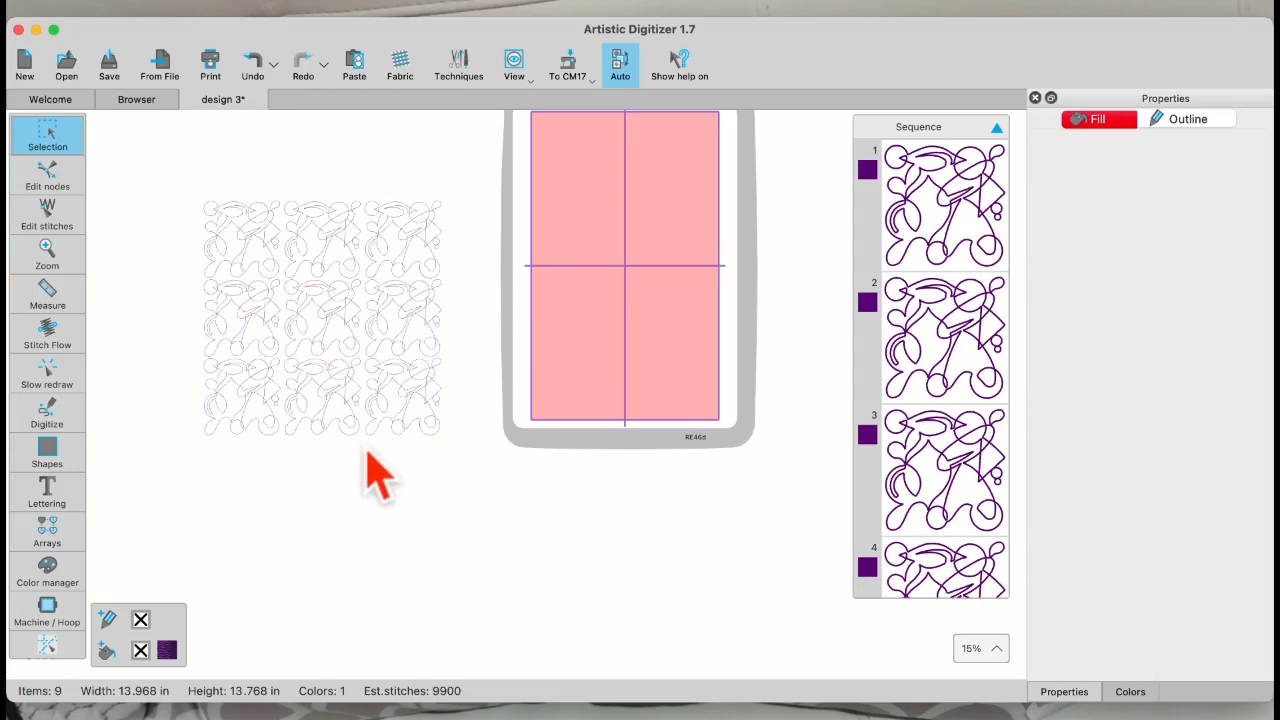 Artistic Digitizer 1.7
New Open Save From File Print Undo Redo Paste Fabric Techniques View To CM17 Auto Show help on
Welcome Browser design 3*
Properties
Fill Outline
Selection
Edit nodes
Edit stitches
Zoom
Measure
Stitch Flow
Slow redraw
Digitize
Shapes
Lettering
Arrays
Color manager
Machine / Hoop
RE46d
Sequence
1
2
3
4
15%
Items: 9 Width: 13.968 in Height: 13.768 in Colors: 1 Est.stitches: 9900
Properties Colors